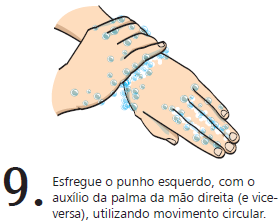 9. Esfregue o punho esquerdo, com o
auxílio da palma da mão direita (e vice-
versa), utilizando movimento circular.